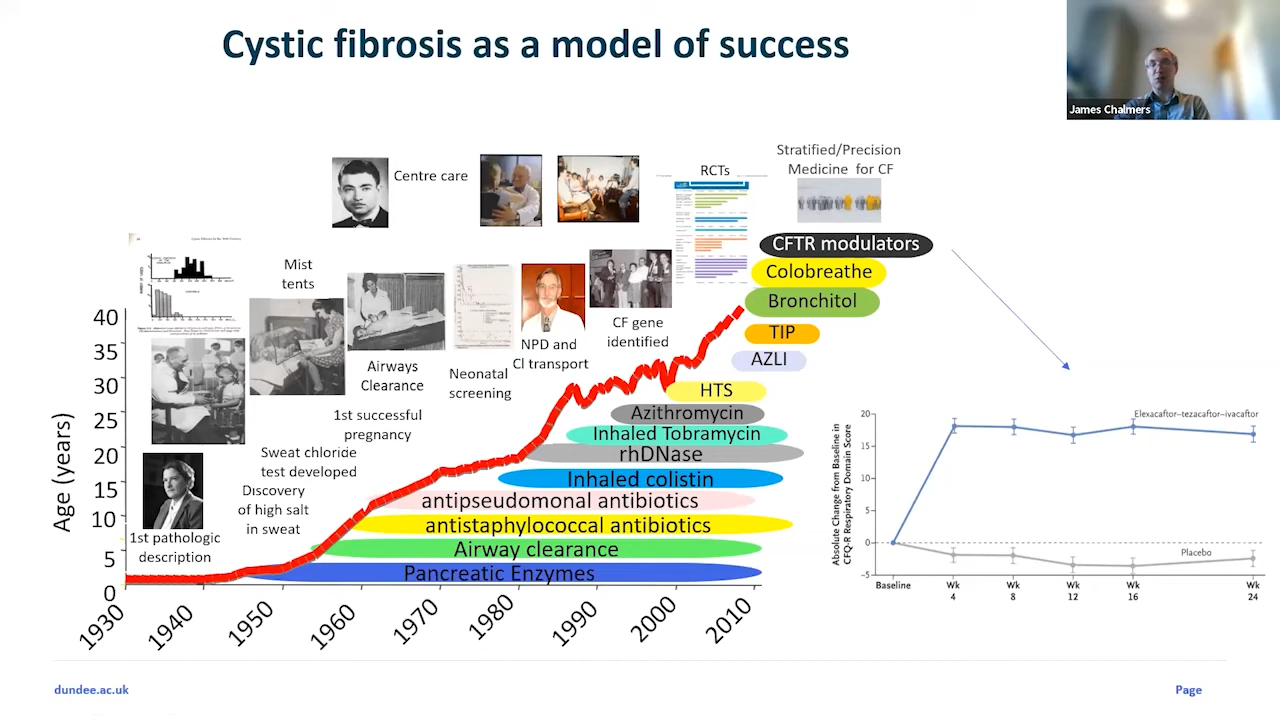 Cystic fibrosis as a model of success
James Chalmers
Stratified/Precision
Medicine for CF
RCTs
Centre care
CFTR modulators
Colobreathe
Bronchitol
TIP
AZLI
HTS
Azithromycin
Inhaled Tobramycin
rhDNase
Inhaled colistin
antipseudomonal antibiotics
antistaphylococcal antibiotics
Airway clearance
Pancreatic Enzymes
Mist
tents
Airways
Clearance
Neonatal
screening
NPD and
Cl transport
CF gene
identified
1st successful
pregnancy
Sweat chloride
test developed
Discovery
of high salt
in sweat
1st pathologic
description
Age (years)
40
35
30
25
20
15
10
5
0
1930
1940
1950
1960
1970
1980
1990
2000
2010
Absolute Change from Baseline in
CFQ-R Respiratory Domain Score
20
15
10
5
0
−5
Elexacaftor–tezacaftor–ivacaftor
Placebo
Baseline
Wk
4
Wk
8
Wk
12
Wk
16
Wk
24
dundee.ac.uk
Page